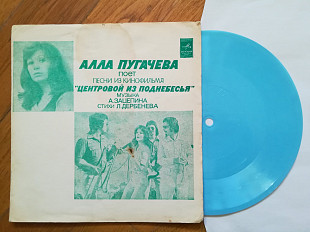 АЛЛА ПУГАЧЕВА
поет
ПЕСНИ ИЗ КИНОФИЛЬМА
"ЦЕНТРОВОЙ ИЗ ПОДНЕБЕСЬЯ"
МУЗЫКА
А.ЗАЦЕПИНА
СТИХИ Л.ДЕРБЕНЕВА